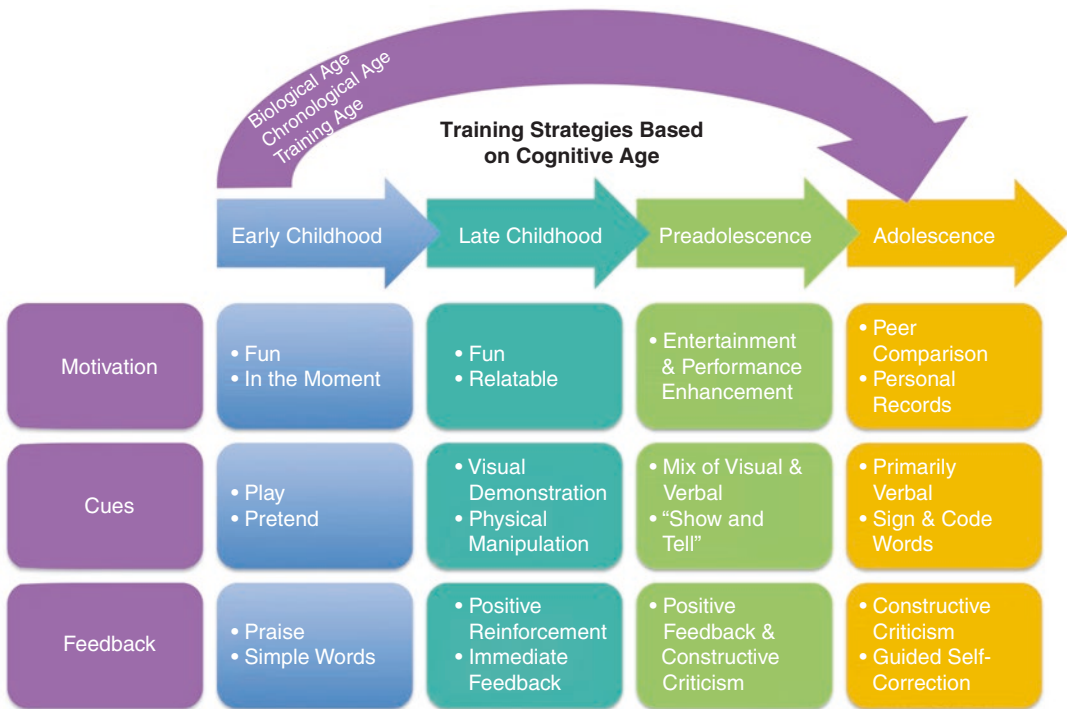 Biological Age
Chronological Age
Training Age
Training Strategies Based
on Cognitive Age
Early Childhood
Late Childhood
Preadolescence
Adolescence
Motivation
• Fun
• In the Moment
• Fun
• Relatable
• Entertainment
& Performance
Enhancement
• Peer
Comparison
• Personal
Records
Cues
• Play
• Pretend
• Visual
Demonstration
• Physical
Manipulation
• Mix of Visual &
Verbal
• “Show and
Tell”
• Primarily
Verbal
• Sign & Code
Words
Feedback
• Praise
• Simple Words
• Positive
Reinforcement
• Immediate
Feedback
• Positive
Feedback &
Constructive
Criticism
• Constructive
Criticism
• Guided Self-
Correction